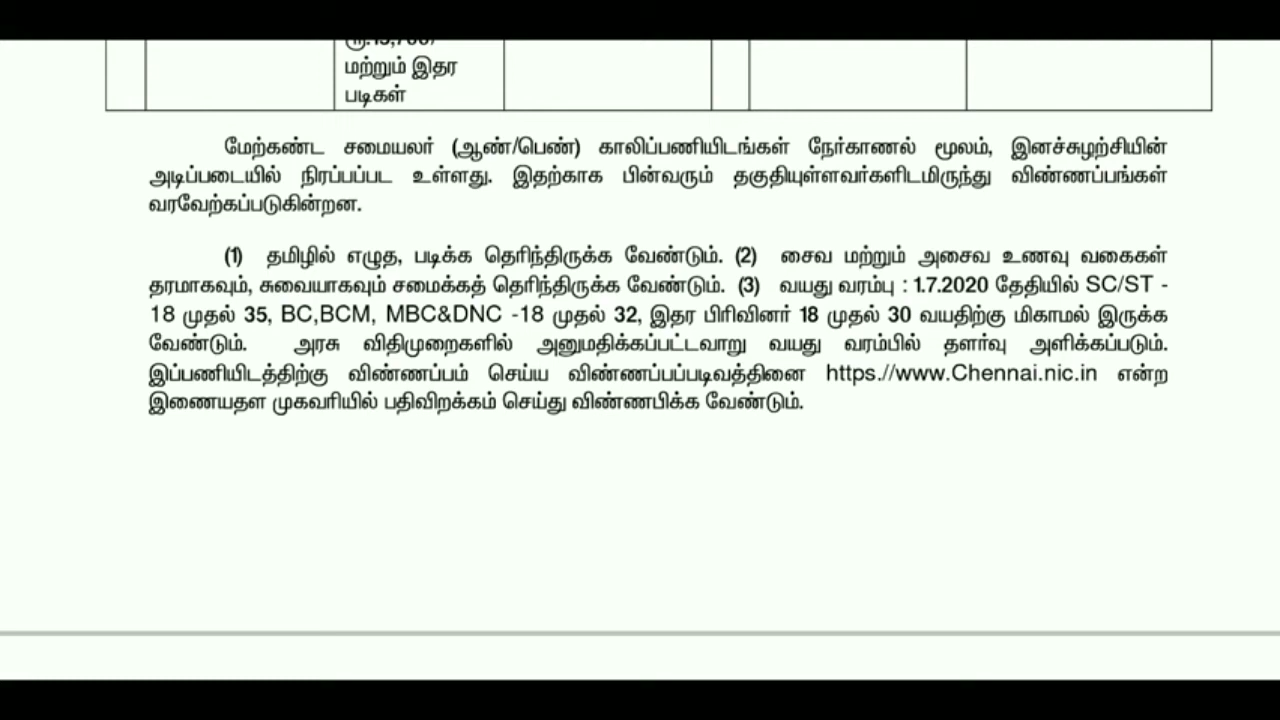 மற்றும் இதர
படிகள்
மேற்கண்ட சமையலர் (ஆண்/பெண்) காலிப்பணியிடங்கள் நேர்காணல் மூலம், இனச்சுழற்சியின்
அடிப்படையில் நிரப்பப்பட உள்ளது. இதற்காக பின்வரும் தகுதியுள்ளவர்களிடமிருந்து விண்ணப்பங்கள்
வரவேற்கப்படுகின்றன.
(1) தமிழில் எழுத, படிக்க தெரிந்திருக்க வேண்டும். (2) சைவ மற்றும் அசைவ உணவு வகைகள்
தரமாகவும், சுவையாகவும் சமைக்கத் தெரிந்திருக்க வேண்டும். (3) வயது வரம்பு : 1.7.2020 தேதியில் SC/ST -
18 முதல் 35, BC,BCM, MBC&DNC -18 முதல் 32, இதர பிரிவினர் 18 முதல் 30 வயதிற்கு மிகாமல் இருக்க
வேண்டும். அரசு விதிமுறைகளில் அனுமதிக்கப்பட்டவாறு வயது வரம்பில் தளர்வு அளிக்கப்படும்.
இப்பணியிடத்திற்கு விண்ணப்பம் செய்ய விண்ணப்பப்படிவத்தினை https.//www.Chennai.nic.in என்ற
இணையதள முகவரியில் பதிவிறக்கம் செய்து விண்ணபிக்க வேண்டும்.